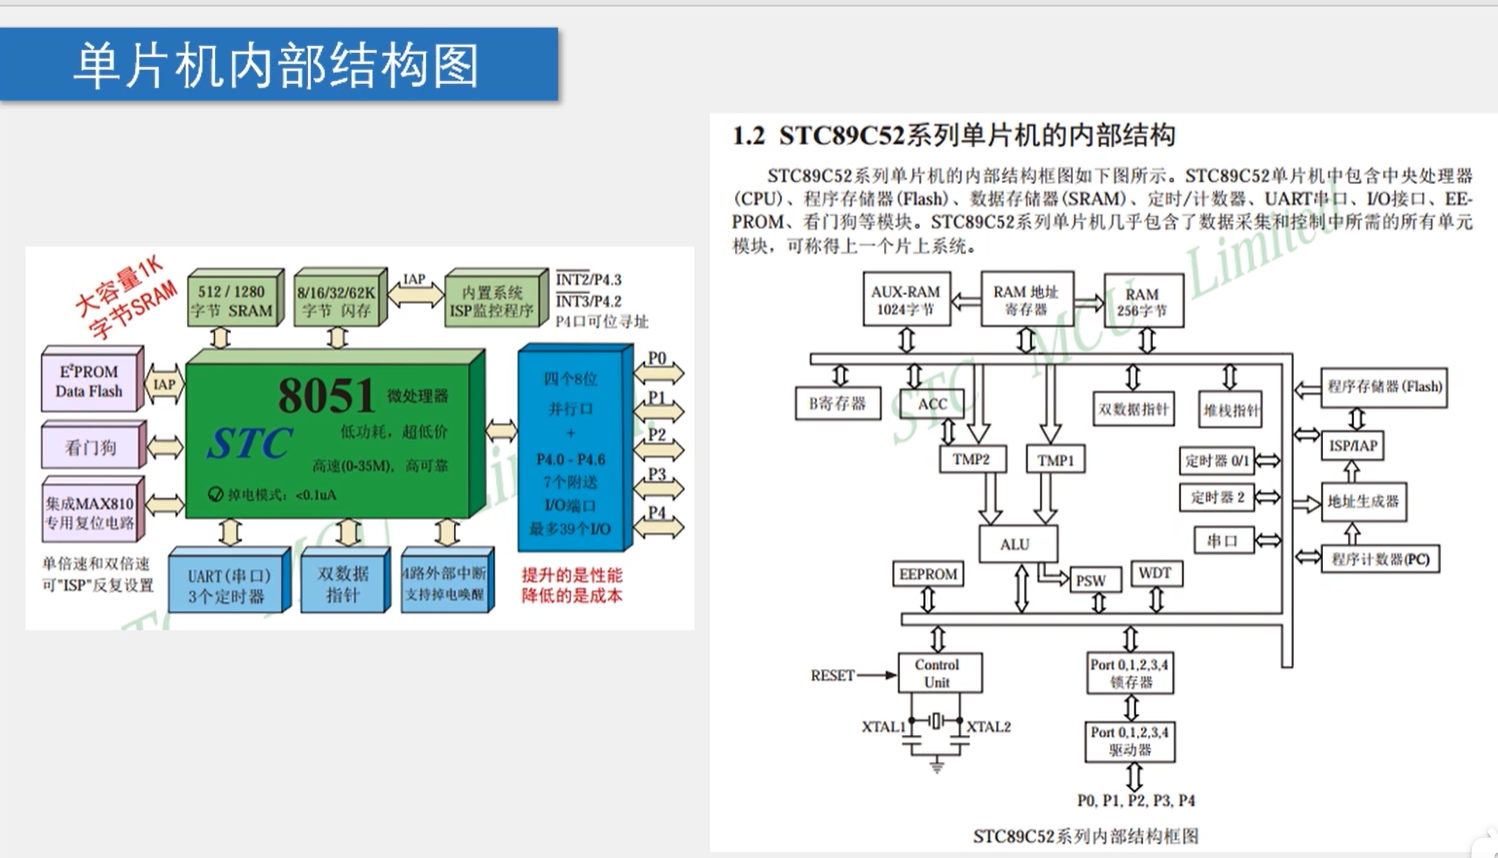 单片机内部结构图
大容量1K
字节SRAM
512 / 1280
字节 SRAM
8/16/32/62K
字节 闪存
IAP
内置系统
ISP监控程序
INT2/P4.3
INT3/P4.2
P4口可位寻址
E²PROM
Data Flash
IAP
看门狗
集成MAX810
专用复位电路
单倍速和双倍速
可"ISP"反复设置
8051 微处理器
STC
低功耗，超低价
高速(0-35M)，高可靠
掉电模式：<0.1uA
四个8位
并行口
+
P4.0 - P4.6
7个附送
I/O端口
最多39个I/O
P0
P1
P2
P3
P4
UART(串口)
3个定时器
双数据
指针
4路外部中断
支持掉电唤醒
提升的是性能
降低的是成本
1.2 STC89C52系列单片机的内部结构
STC89C52系列单片机的内部结构框图如下图所示。STC89C52单片机中包含中央处理器
(CPU)、程序存储器(Flash)、数据存储器(SRAM)、定时/计数器、UART串口、I/O接口、EE-
PROM、看门狗等模块。STC89C52系列单片机几乎包含了数据采集和控制中所需的所有单元
模块，可称得上一个片上系统。
STC MCU Limited
AUX-RAM
1024字节
RAM 地址
寄存器
RAM
256字节
B寄存器
ACC
双数据指针
堆栈指针
程序存储器(Flash)
TMP2
TMP1
定时器 0/1
ISP/IAP
定时器 2
地址生成器
ALU
串口
程序计数器(PC)
EEPROM
PSW
WDT
RESET
Control
Unit
XTAL1
XTAL2
Port 0,1,2,3,4
锁存器
Port 0,1,2,3,4
驱动器
P0, P1, P2, P3, P4
STC89C52系列内部结构框图